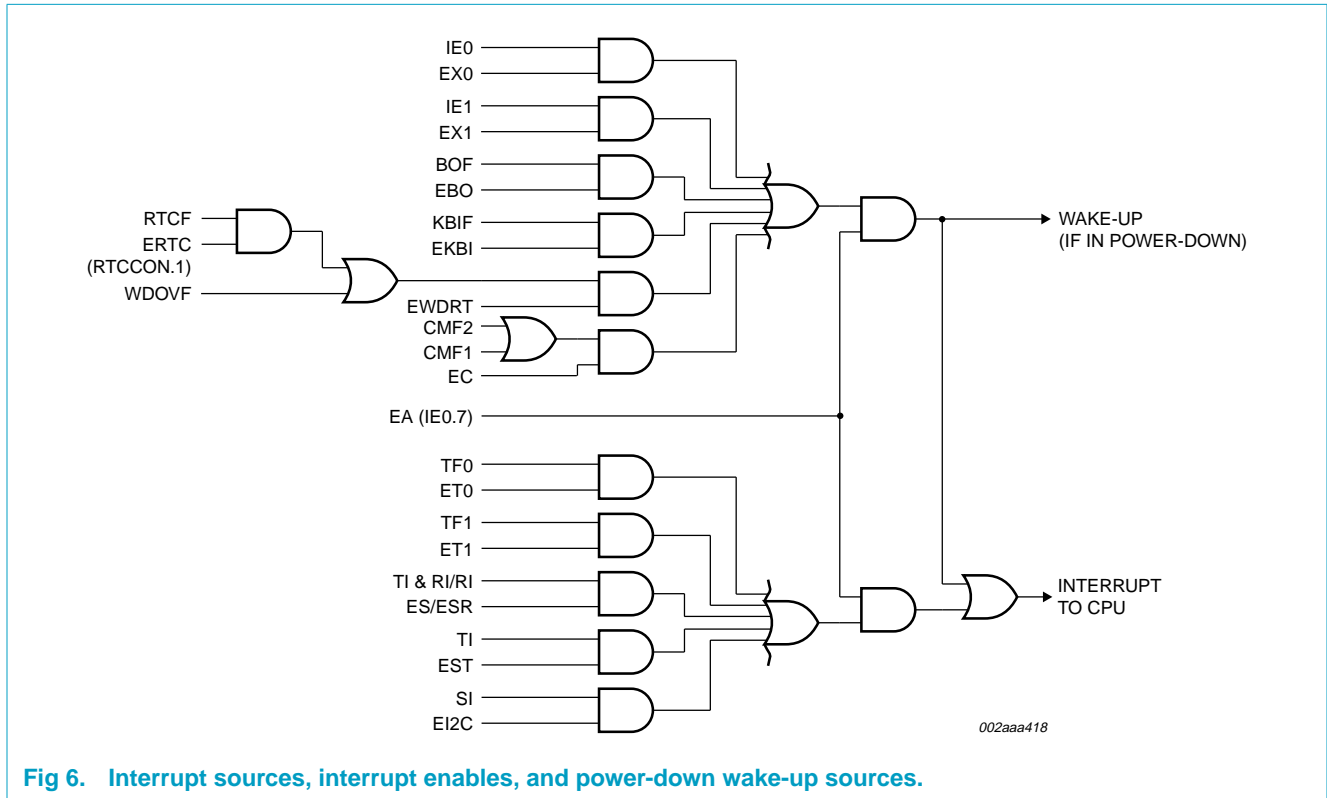 IE0
EX0
IE1
EX1
BOF
EBO
RTCF
ERTC
(RTCCON.1)
WDOVF
KBIF
EKBI
EWDRT
CMF2
CMF1
EC
WAKE-UP
(IF IN POWER-DOWN)
EA (IE0.7)
TF0
ET0
TF1
ET1
TI & RI/RI
ES/ESR
TI
EST
SI
EI2C
INTERRUPT
TO CPU
002aaa418
Fig 6. Interrupt sources, interrupt enables, and power-down wake-up sources.